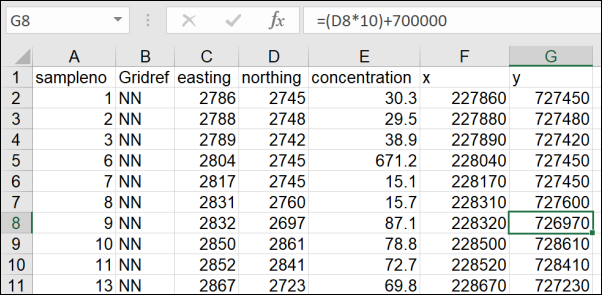 G8 fx =(D8*10)+700000
A B C D E F G
1 sampleno Gridref easting northing concentration x y
2 1 NN 2786 2745 30.3 227860 727450
3 2 NN 2788 2748 29.5 227880 727480
4 3 NN 2789 2742 38.9 227890 727420
5 6 NN 2804 2745 671.2 228040 727450
6 7 NN 2817 2745 15.1 228170 727450
7 8 NN 2831 2760 15.7 228310 727600
8 9 NN 2832 2697 87.1 228320 726970
9 10 NN 2850 2861 78.8 228500 728610
10 11 NN 2852 2841 72.7 228520 728410
11 13 NN 2867 2723 69.8 228670 727230